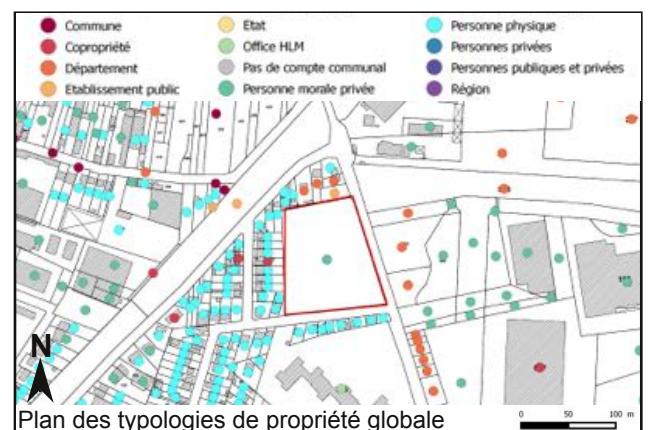 Commune
Copropriété
Département
Etablissement public
Etat
Office HLM
Pas de compte communal
Personne morale privée
Personne physique
Personnes privées
Personnes publiques et privées
Région
N
Plan des typologies de propriété globale
0 50 100 m